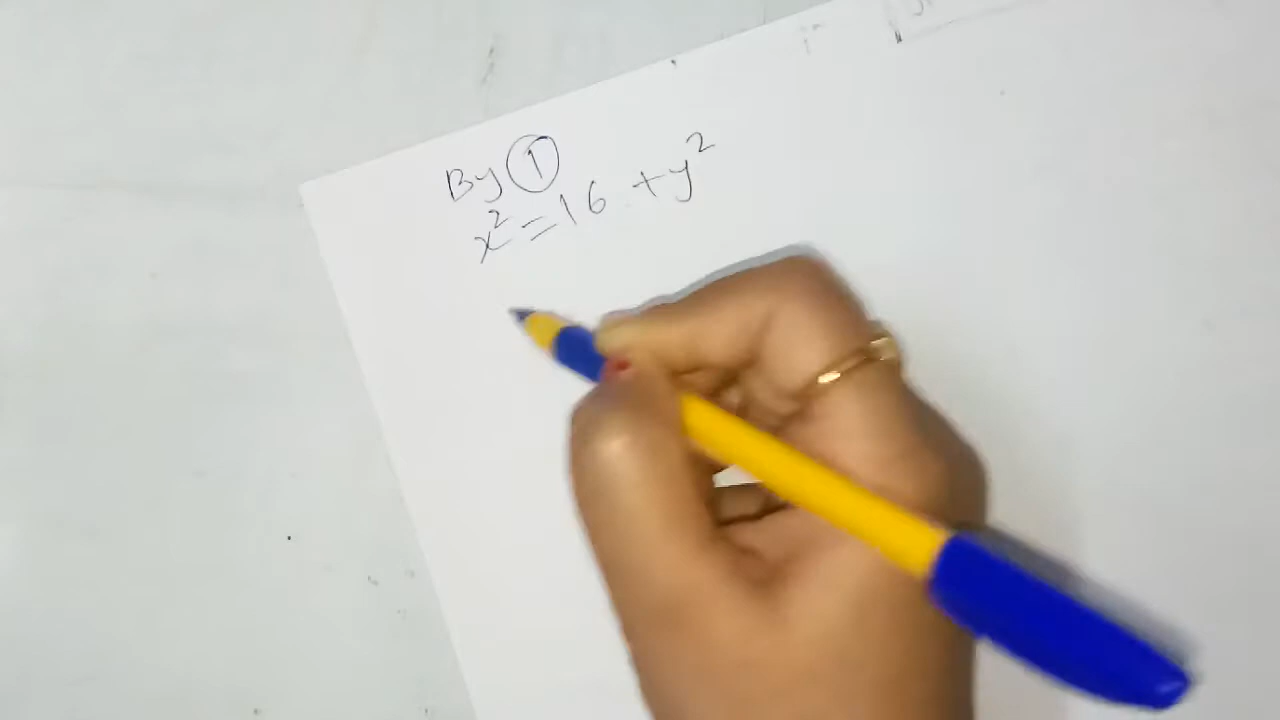 By ①
x² = 16 + y²